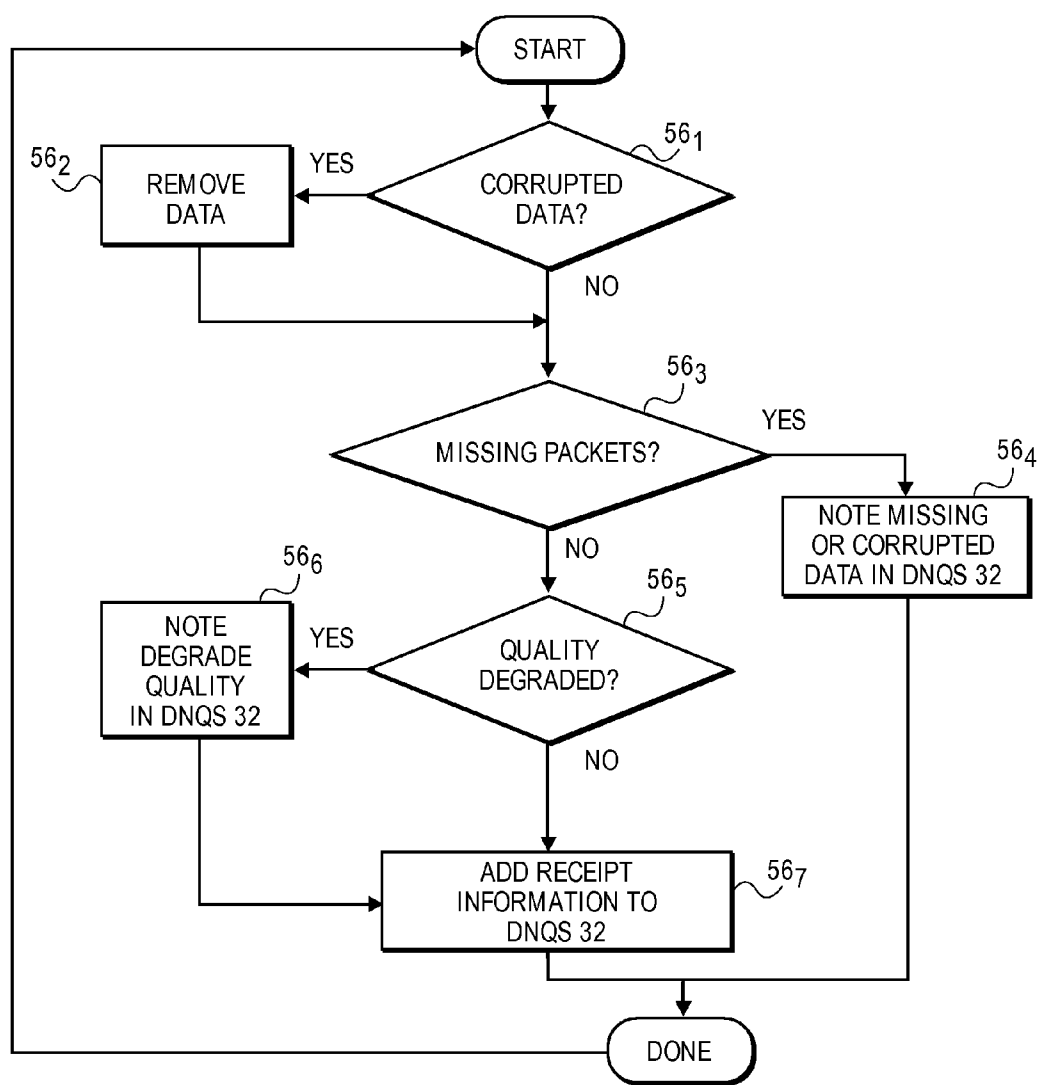 START
56₁
CORRUPTED
DATA?
YES
56₂
REMOVE
DATA
NO
56₃
MISSING PACKETS?
YES
56₄
NOTE MISSING
OR CORRUPTED
DATA IN DNQS 32
NO
56₅
QUALITY
DEGRADED?
YES
56₆
NOTE
DEGRADE
QUALITY
IN DNQS 32
NO
56₇
ADD RECEIPT
INFORMATION TO
DNQS 32
DONE